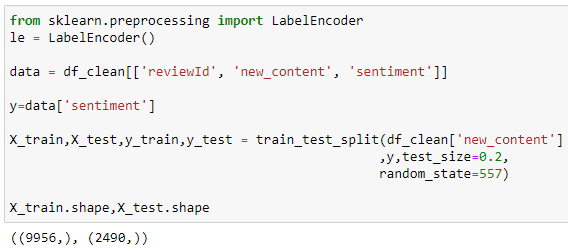 from sklearn.preprocessing import LabelEncoder
le = LabelEncoder()
data = df_clean[['reviewId', 'new_content', 'sentiment']]
y=data['sentiment']
X_train,X_test,y_train,y_test = train_test_split(df_clean['new_content']
,y,test_size=0.2,
random_state=557)
X_train.shape,X_test.shape
((9956,), (2490,))